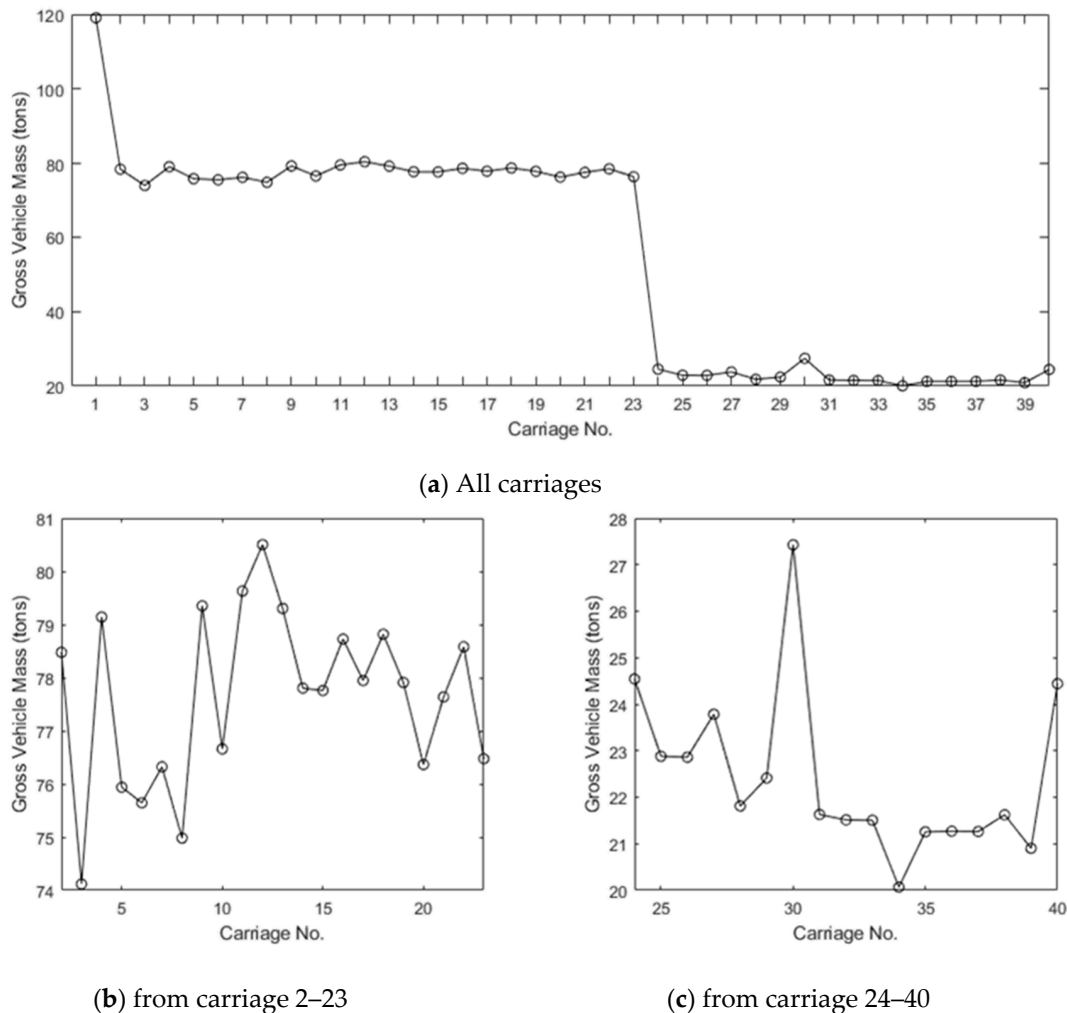 120
100
80
60
40
20
Gross Vehicle Mass (tons)
1 3 5 7 9 11 13 15 17 19 21 23 25 27 29 31 33 35 37 39
Carriage No.
(a) All carriages
81
80
79
78
77
76
75
74
Gross Vehicle Mass (tons)
5 10 15 20
Carriage No.
(b) from carriage 2–23
28
27
26
25
24
23
22
21
20
Gross Vehicle Mass (tons)
25 30 35 40
Carriage No.
(c) from carriage 24–40